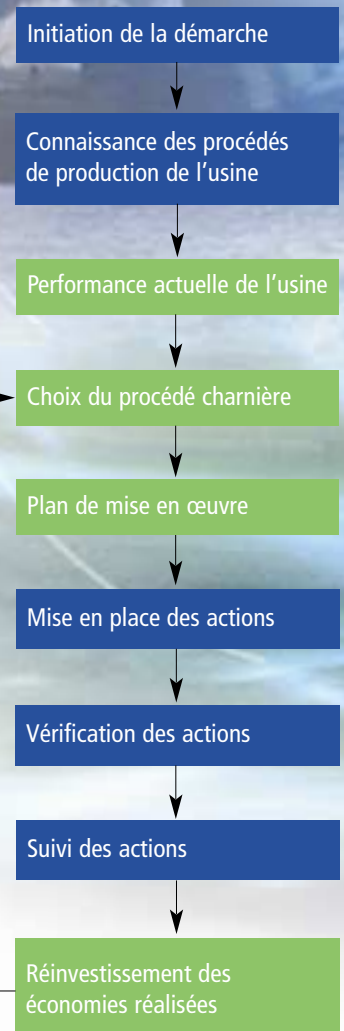 Initiation de la démarche
Connaissance des procédés
de production de l'usine
Performance actuelle de l'usine
Choix du procédé charnière
Plan de mise en œuvre
Mise en place des actions
Vérification des actions
Suivi des actions
Réinvestissement des
économies réalisées